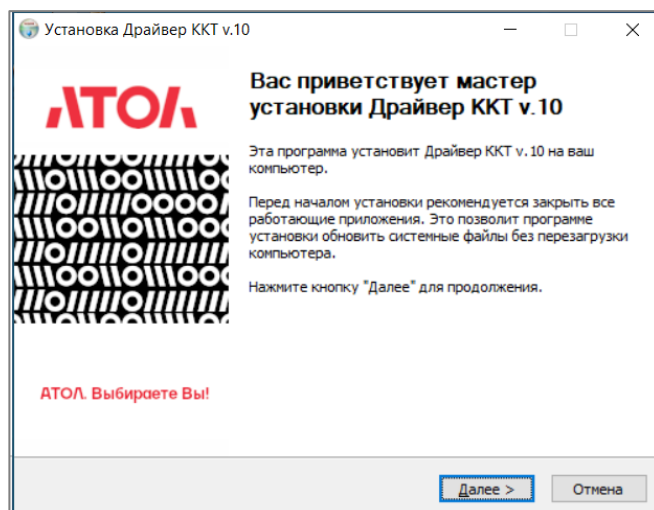 Установка Драйвер ККТ v.10
АТОЛ
Вас приветствует мастер
установки Драйвер ККТ v.10
Эта программа установит Драйвер ККТ v.10 на ваш
компьютер.
Перед началом установки рекомендуется закрыть все
работающие приложения. Это позволит программе
установки обновить системные файлы без перезагрузки
компьютера.
Нажмите кнопку "Далее" для продолжения.
АТОЛ. Выбираете Вы!
Далее >
Отмена